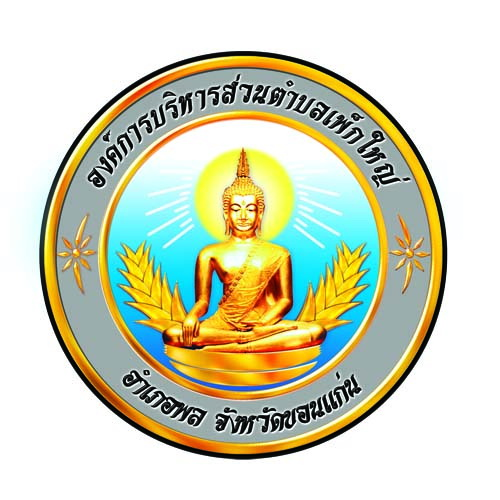 องค์การบริหารส่วนตำบลเพ็กใหญ่
อำเภอพล จังหวัดขอนแก่น